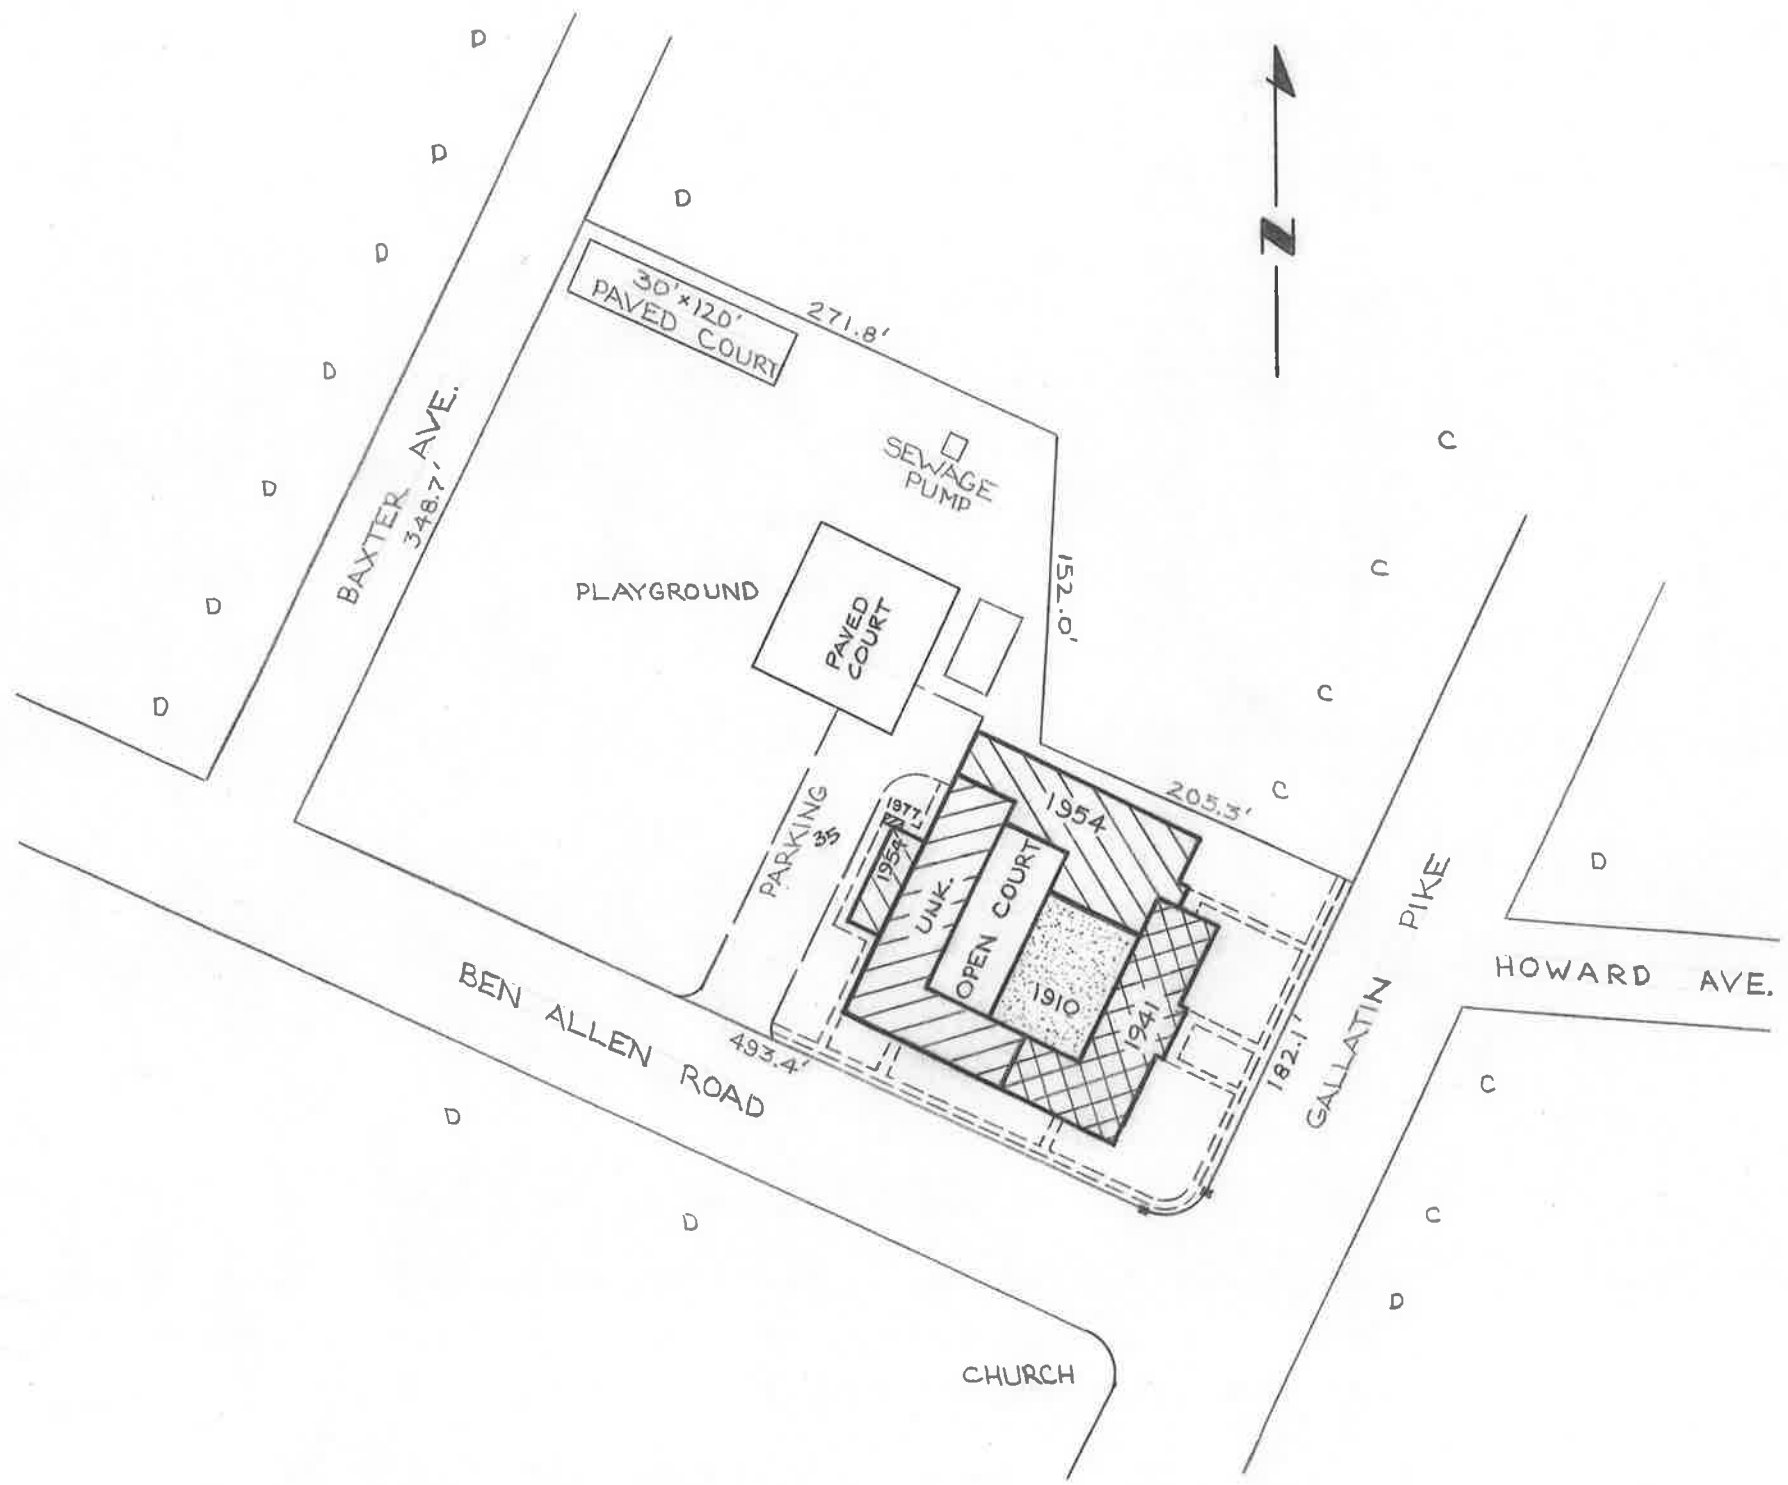 D
D
D
D
N
30' x 120'
PAVED COURT
271.8'
D
BAXTER AVE.
348.7'
C
SEWAGE
PUMP
D
C
PLAYGROUND
PAVED
COURT
152.0'
D
C
D
205.3'
C
1954
1977
PARKING
35
1954
UNK.
OPEN COURT
D
GALLATIN PIKE
HOWARD AVE.
1910
1941
BEN ALLEN ROAD
493.4'
182.1'
C
D
D
C
D
CHURCH